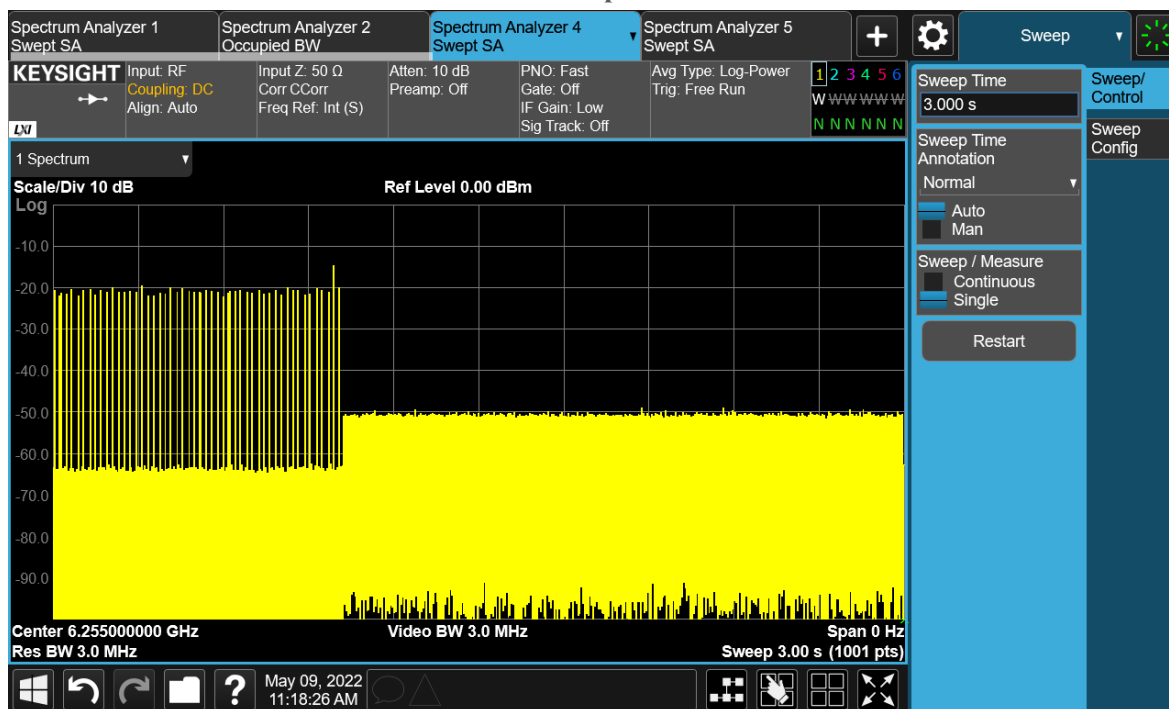 Spectrum Analyzer 1
Swept SA
Spectrum Analyzer 2
Occupied BW
Spectrum Analyzer 4
Swept SA
Spectrum Analyzer 5
Swept SA
Sweep
KEYSIGHT
LXI
Input: RF
Coupling: DC
Align: Auto
Input Z: 50 Ω
Corr CCorr
Freq Ref: Int (S)
Atten: 10 dB
Preamp: Off
PNO: Fast
Gate: Off
IF Gain: Low
Sig Track: Off
Avg Type: Log-Power
Trig: Free Run
1 2 3 4 5 6
W W W W W W
N N N N N N
1 Spectrum
Scale/Div 10 dB
Ref Level 0.00 dBm
Log
-10.0
-20.0
-30.0
-40.0
-50.0
-60.0
-70.0
-80.0
-90.0
Center 6.255000000 GHz
Video BW 3.0 MHz
Span 0 Hz
Res BW 3.0 MHz
Sweep 3.00 s (1001 pts)
Sweep Time
3.000 s
Sweep Time
Annotation
Normal
Auto
Man
Sweep / Measure
Continuous
Single
Restart
Sweep/
Control
Sweep
Config
?
May 09, 2022
11:18:26 AM